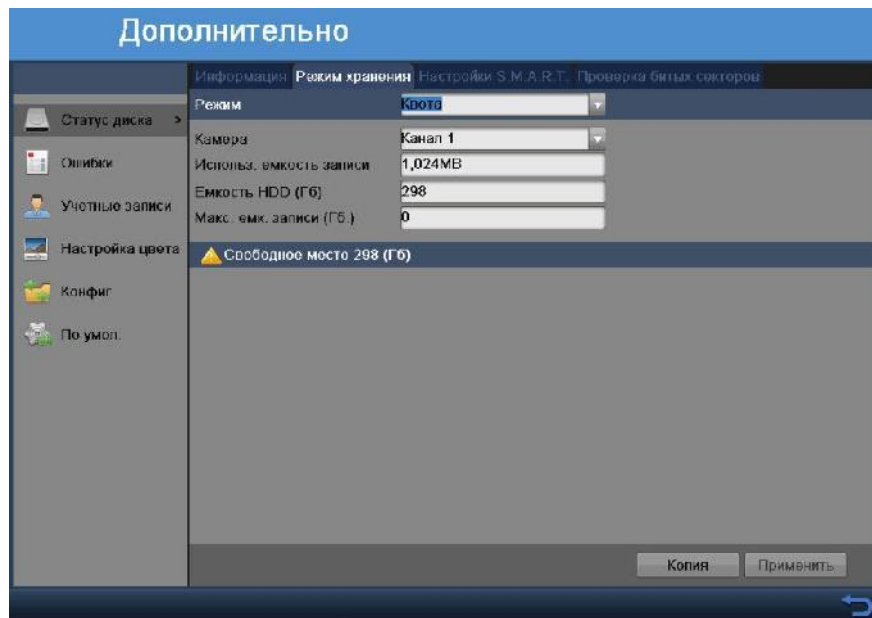 Дополнительно
Информация Режим хранения Настройки S.M.A.R.T. Проверка битых секторов
Режим Квота
Статус диска >
Камера Канал 1
Ошибки
Использ. емкость записи 1,024MB
Емкость HDD (Гб) 298
Учетные записи
Макс. емк. записи (Гб.) 0
Настройка цвета
Свободное место 298 (Гб)
Конфиг
По умол.
Копия Применить